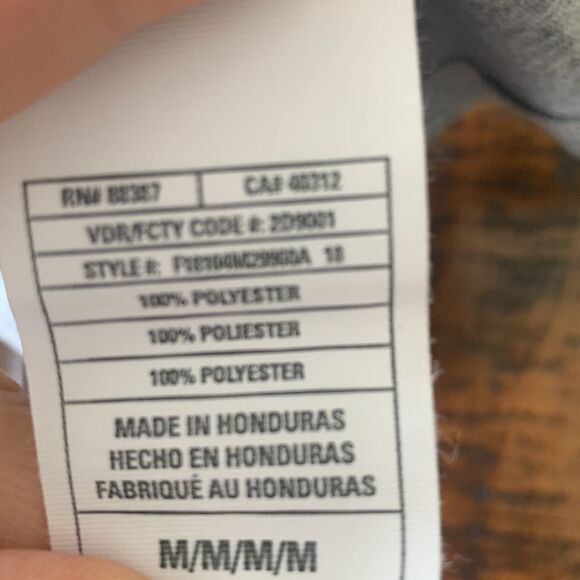 RN# 88387 CA# 40312
VDR/FCTY CODE #: 2D9001
STYLE #: 18
100% POLYESTER
100% POLIESTER
100% POLYESTER
MADE IN HONDURAS
HECHO EN HONDURAS
FABRIQUÉ AU HONDURAS
M/M/M/M